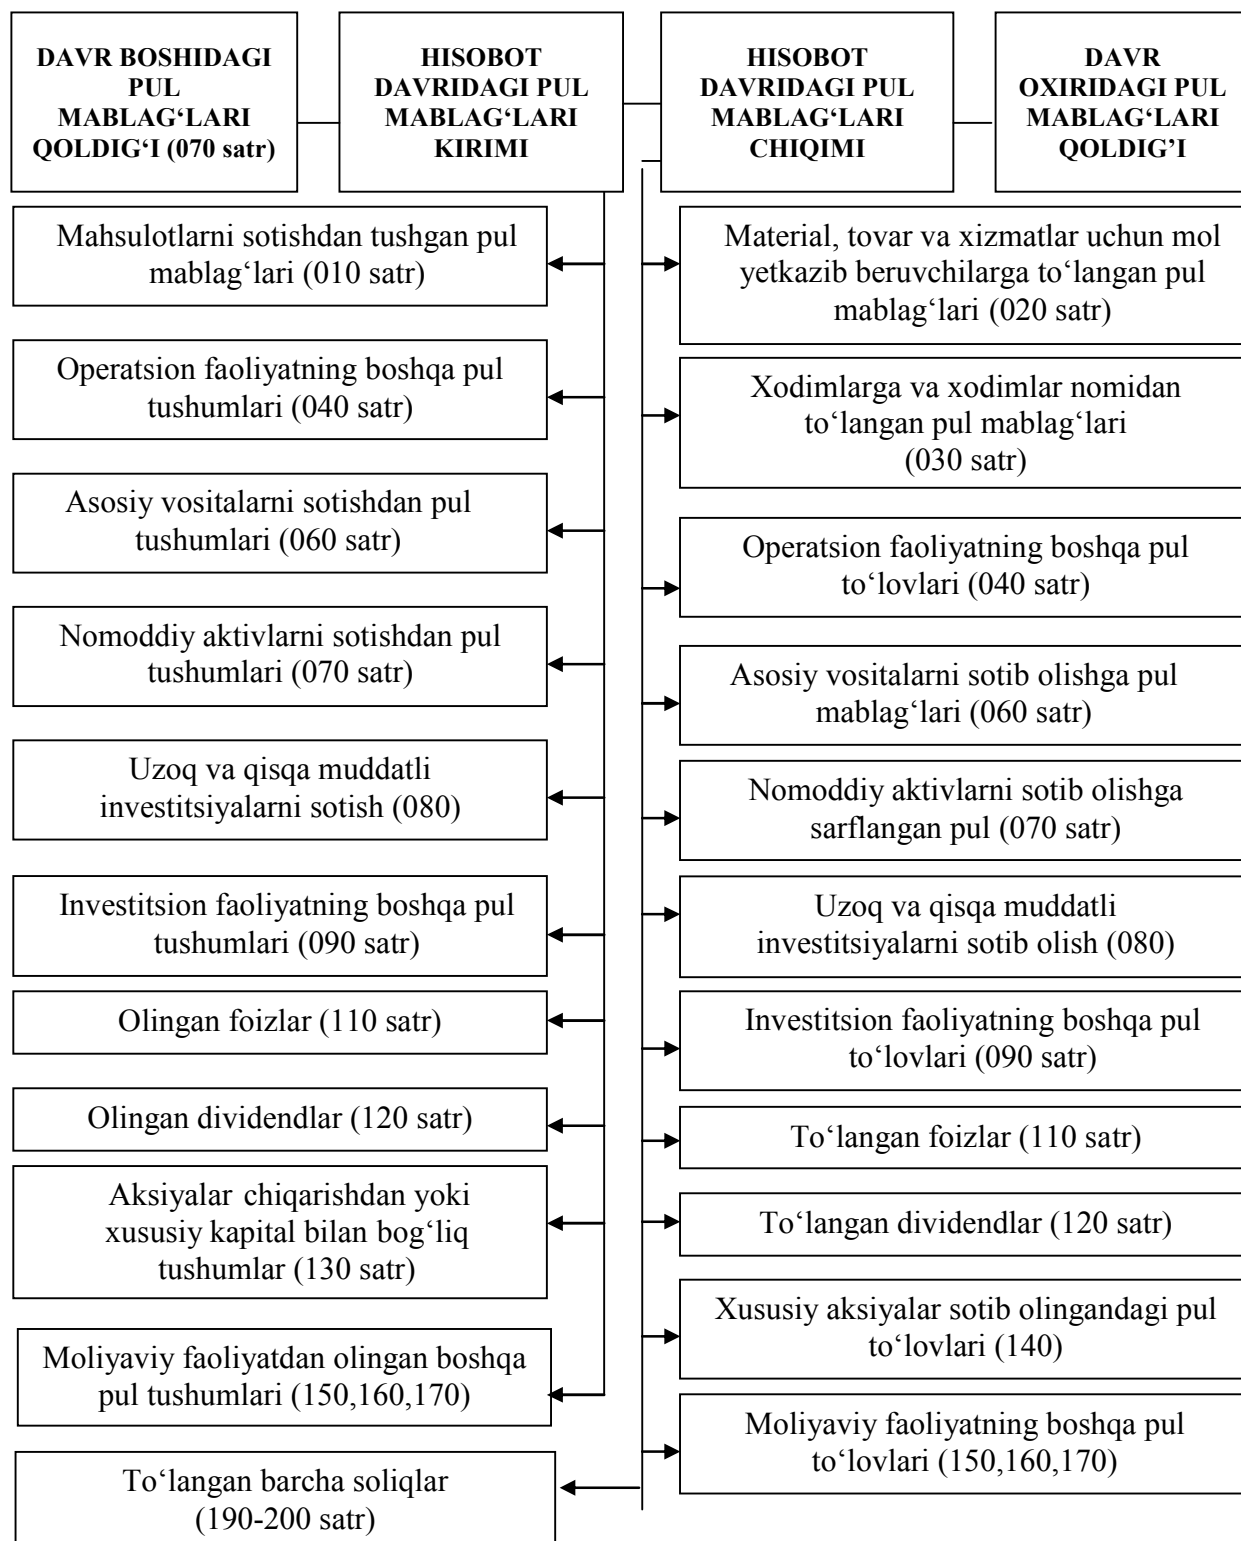 DAVR BOSHIDAGI
PUL
MABLAG‘LARI
QOLDIG‘I (070 satr)
HISOBOT
DAVRIDAGI PUL
MABLAG‘LARI
KIRIMI
HISOBOT
DAVRIDAGI PUL
MABLAG‘LARI
CHIQIMI
DAVR
OXIRIDAGI PUL
MABLAG‘LARI
QOLDIG’I
Mahsulotlarni sotishdan tushgan pul
mablag‘lari (010 satr)
Operatsion faoliyatning boshqa pul
tushumlari (040 satr)
Asosiy vositalarni sotishdan pul
tushumlari (060 satr)
Nomoddiy aktivlarni sotishdan pul
tushumlari (070 satr)
Uzoq va qisqa muddatli
investitsiyalarni sotish (080)
Investitsion faoliyatning boshqa pul
tushumlari (090 satr)
Olingan foizlar (110 satr)
Olingan dividendlar (120 satr)
Aksiyalar chiqarishdan yoki
xususiy kapital bilan bog‘liq
tushumlar (130 satr)
Moliyaviy faoliyatdan olingan boshqa
pul tushumlari (150,160,170)
To‘langan barcha soliqlar
(190-200 satr)
Material, tovar va xizmatlar uchun mol
yetkazib beruvchilarga to‘langan pul
mablag‘lari (020 satr)
Xodimlarga va xodimlar nomidan
to‘langan pul mablag‘lari
(030 satr)
Operatsion faoliyatning boshqa pul
to‘lovlari (040 satr)
Asosiy vositalarni sotib olishga pul
mablag‘lari (060 satr)
Nomoddiy aktivlarni sotib olishga
sarflangan pul (070 satr)
Uzoq va qisqa muddatli
investitsiyalarni sotib olish (080)
Investitsion faoliyatning boshqa pul
to‘lovlari (090 satr)
To‘langan foizlar (110 satr)
To‘langan dividendlar (120 satr)
Xususiy aksiyalar sotib olingandagi pul
to‘lovlari (140)
Moliyaviy faoliyatning boshqa pul
to‘lovlari (150,160,170)